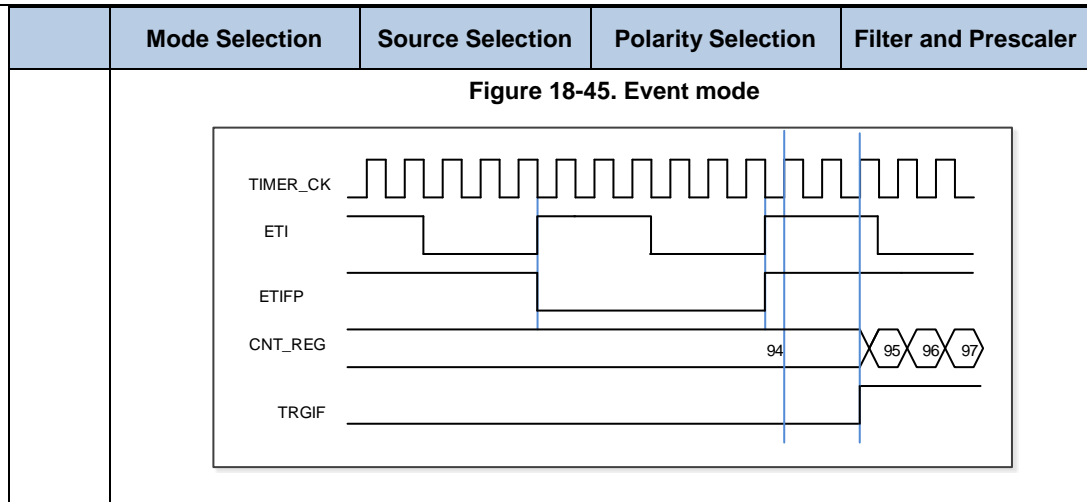 Mode Selection Source Selection Polarity Selection Filter and Prescaler
Figure 18-45. Event mode
TIMER_CK
ETI
ETIFP
CNT_REG 94 95 96 97
TRGIF